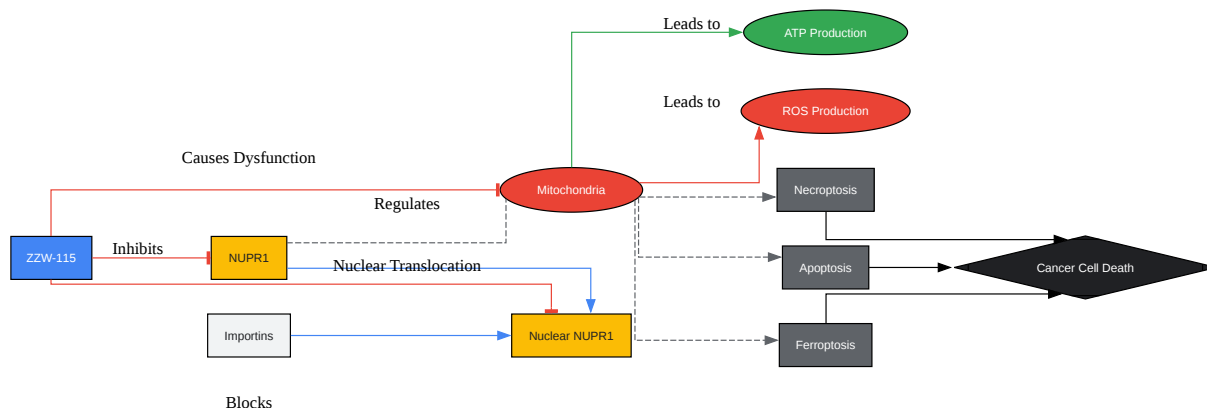 Leads to
ATP Production
Leads to
ROS Production
Causes Dysfunction
Mitochondria
Necroptosis
Regulates
ZZW-115
Inhibits
NUPR1
Nuclear Translocation
Apoptosis
Cancer Cell Death
Importins
Nuclear NUPR1
Ferroptosis
Blocks